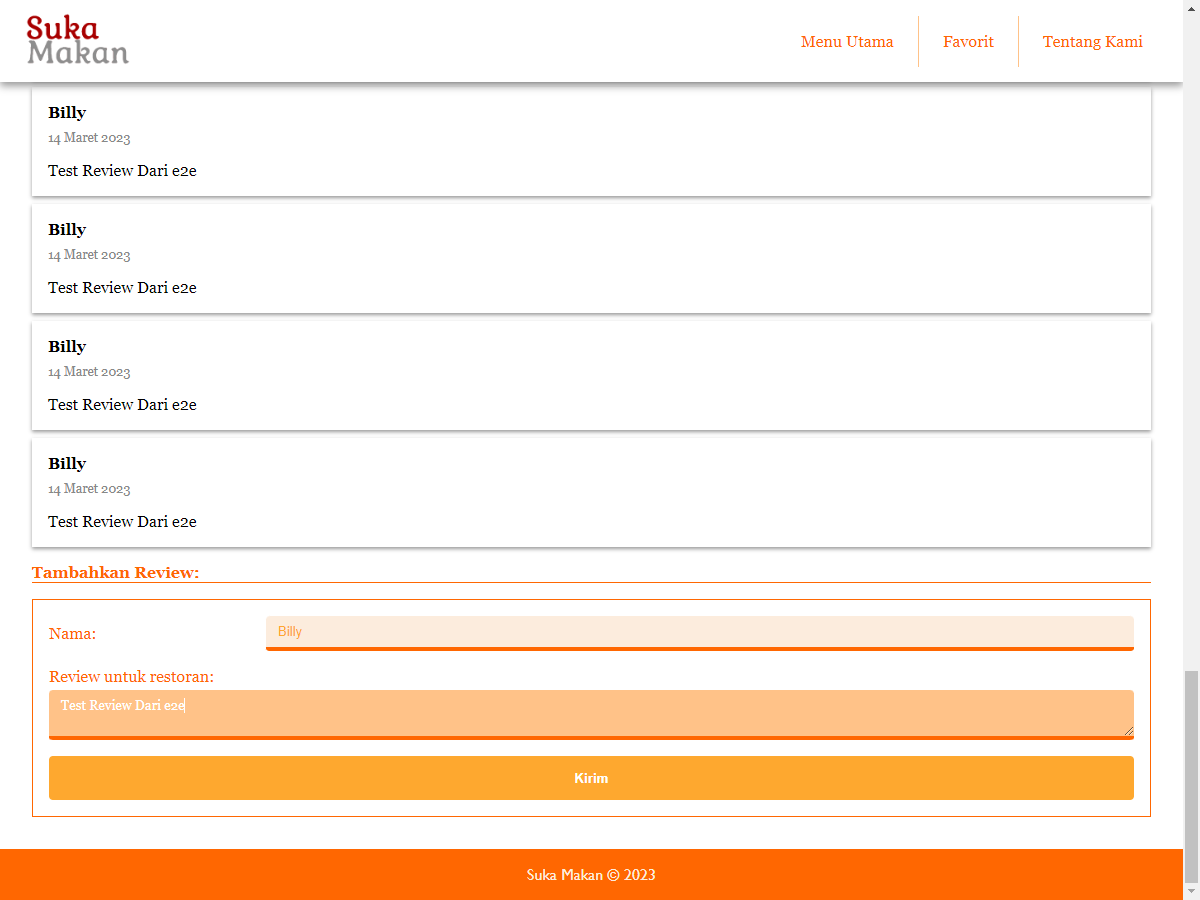 Suka
Makan
Menu Utama
Favorit
Tentang Kami
Billy
14 Maret 2023
Test Review Dari e2e
Billy
14 Maret 2023
Test Review Dari e2e
Billy
14 Maret 2023
Test Review Dari e2e
Billy
14 Maret 2023
Test Review Dari e2e
Tambahkan Review:
Nama:
Billy
Review untuk restoran:
Test Review Dari e2e
Kirim
Suka Makan © 2023